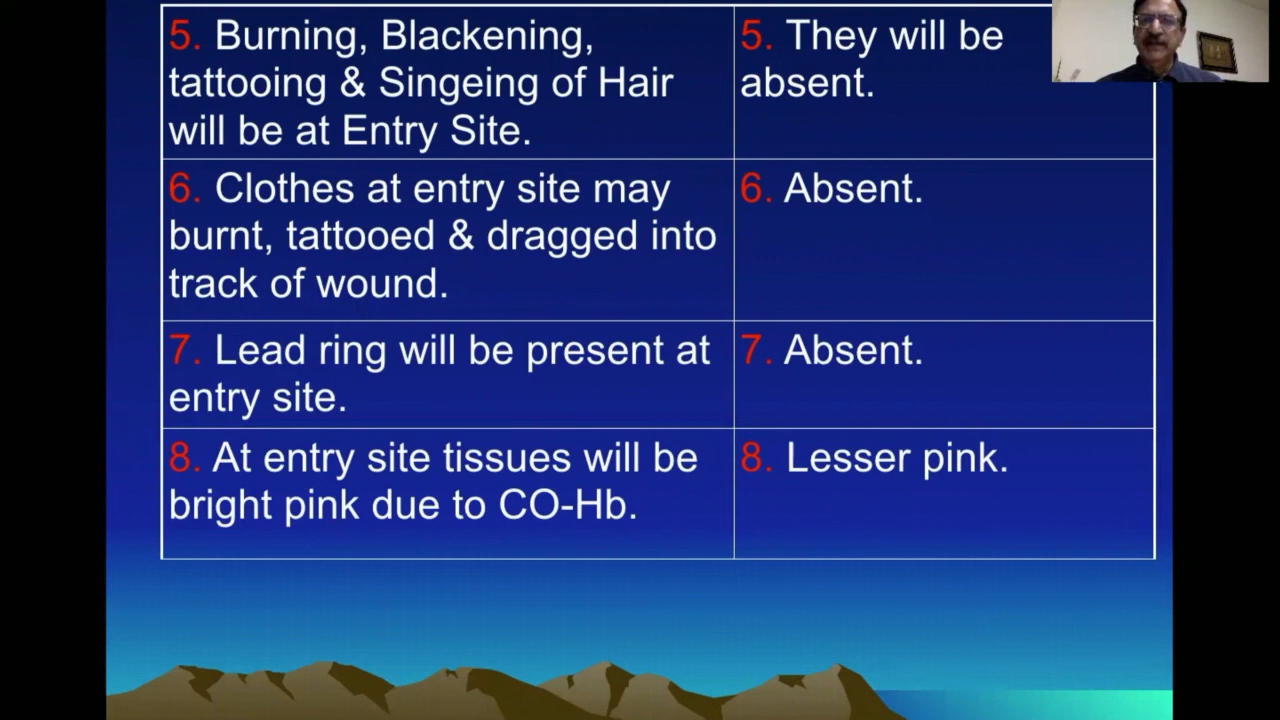 5. Burning, Blackening,
tattooing & Singeing of Hair
will be at Entry Site.
5. They will be
absent.
6. Clothes at entry site may
burnt, tattooed & dragged into
track of wound.
6. Absent.
7. Lead ring will be present at
entry site.
7. Absent.
8. At entry site tissues will be
bright pink due to CO-Hb.
8. Lesser pink.